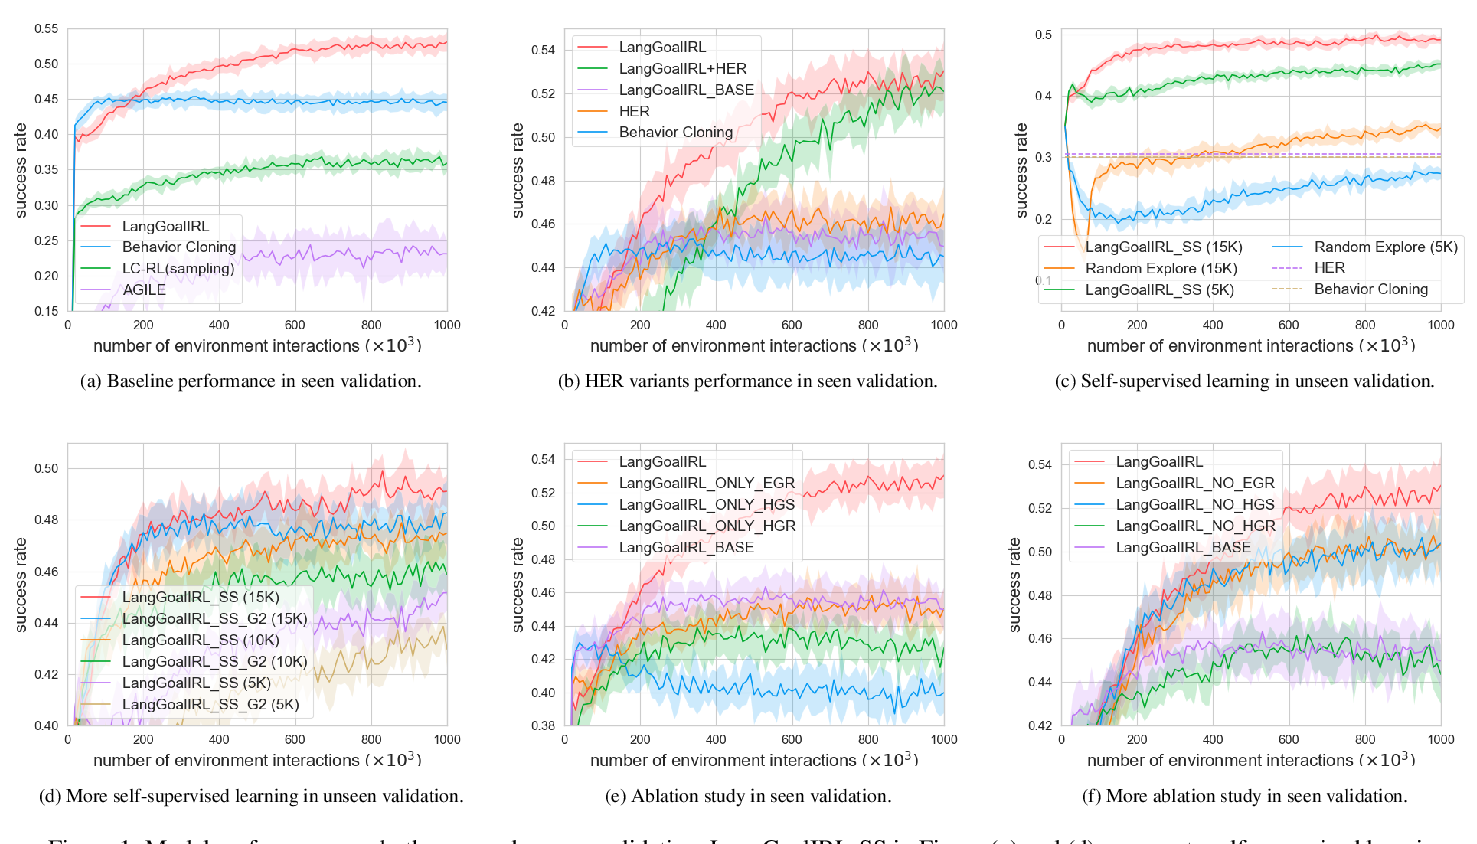 0.55
0.50
0.45
0.40
0.35
0.30
0.25
0.20
0.15
success rate
LangGoalIRL
Behavior Cloning
LC-RL(sampling)
AGILE
0 200 400 600 800 1000
number of environment interactions (×10³)
(a) Baseline performance in seen validation.
0.54
0.52
0.50
0.48
0.46
0.44
0.42
success rate
LangGoalIRL
LangGoalIRL+HER
LangGoalIRL_BASE
HER
Behavior Cloning
0 200 400 600 800 1000
number of environment interactions (×10³)
(b) HER variants performance in seen validation.
0.5
0.4
0.3
0.2
0.1
success rate
LangGoalIRL_SS (15K)
Random Explore (15K)
LangGoalIRL_SS (5K)
Random Explore (5K)
HER
Behavior Cloning
0 200 400 600 800 1000
number of environment interactions (×10³)
(c) Self-supervised learning in unseen validation.
0.50
0.48
0.46
0.44
0.42
0.40
success rate
LangGoalIRL_SS (15K)
LangGoalIRL_SS_G2 (15K)
LangGoalIRL_SS (10K)
LangGoalIRL_SS_G2 (10K)
LangGoalIRL_SS (5K)
LangGoalIRL_SS_G2 (5K)
0 200 400 600 800 1000
number of environment interactions (×10³)
(d) More self-supervised learning in unseen validation.
0.54
0.52
0.50
0.48
0.46
0.44
0.42
0.40
0.38
success rate
LangGoalIRL
LangGoalIRL_ONLY_EGR
LangGoalIRL_ONLY_HGS
LangGoalIRL_ONLY_HGR
LangGoalIRL_BASE
0 200 400 600 800 1000
number of environment interactions (×10³)
(e) Ablation study in seen validation.
0.54
0.52
0.50
0.48
0.46
0.44
0.42
success rate
LangGoalIRL
LangGoalIRL_NO_EGR
LangGoalIRL_NO_HGS
LangGoalIRL_NO_HGR
LangGoalIRL_BASE
0 200 400 600 800 1000
number of environment interactions (×10³)
(f) More ablation study in seen validation.